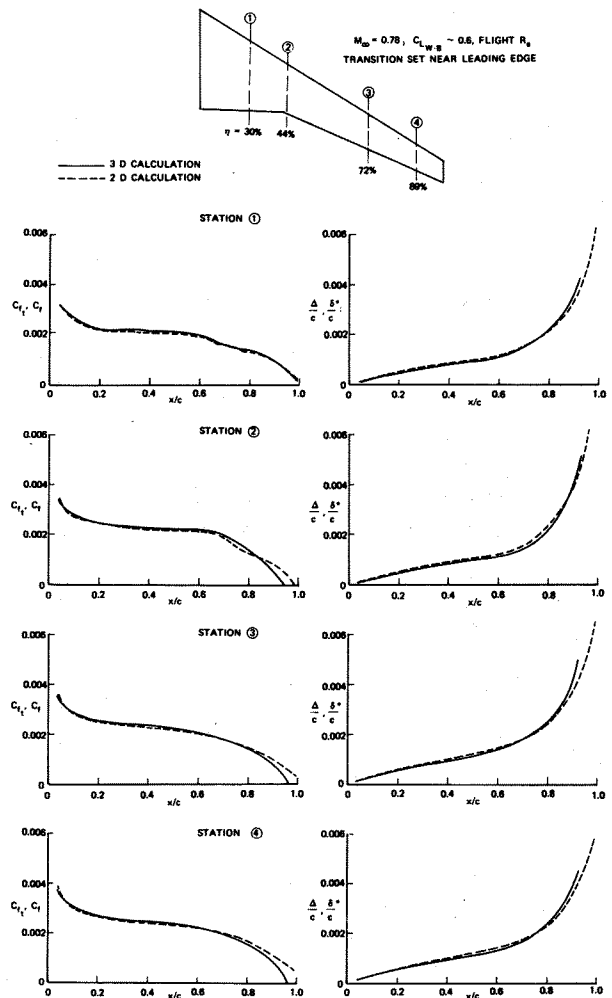 ① 
② 
③ 
④ 
M∞ = 0.78, C_L_W-B ~ 0.6, FLIGHT Re
TRANSITION SET NEAR LEADING EDGE
η = 30% 44% 72% 89%
3 D CALCULATION
2 D CALCULATION
STATION ①
0.006 0.004 0.002 0
C_ft, C_f
0 0.2 0.4 0.6 0.8 1.0
x/c
0.006 0.004 0.002 0
Δ/c, δ*/c
0 0.2 0.4 0.6 0.8 1.0
x/c
STATION ②
0.006 0.004 0.002 0
C_ft, C_f
0 0.2 0.4 0.6 0.8 1.0
x/c
0.006 0.004 0.002 0
Δ/c, δ*/c
0 0.2 0.4 0.6 0.8 1.0
x/c
STATION ③
0.006 0.004 0.002 0
C_ft, C_f
0 0.2 0.4 0.6 0.8 1.0
x/c
0.006 0.004 0.002 0
Δ/c, δ*/c
0 0.2 0.4 0.6 0.8 1.0
x/c
STATION ④
0.006 0.004 0.002 0
C_ft, C_f
0 0.2 0.4 0.6 0.8 1.0
x/c
0.006 0.004 0.002 0
Δ/c, δ*/c
0 0.2 0.4 0.6 0.8 1.0
x/c